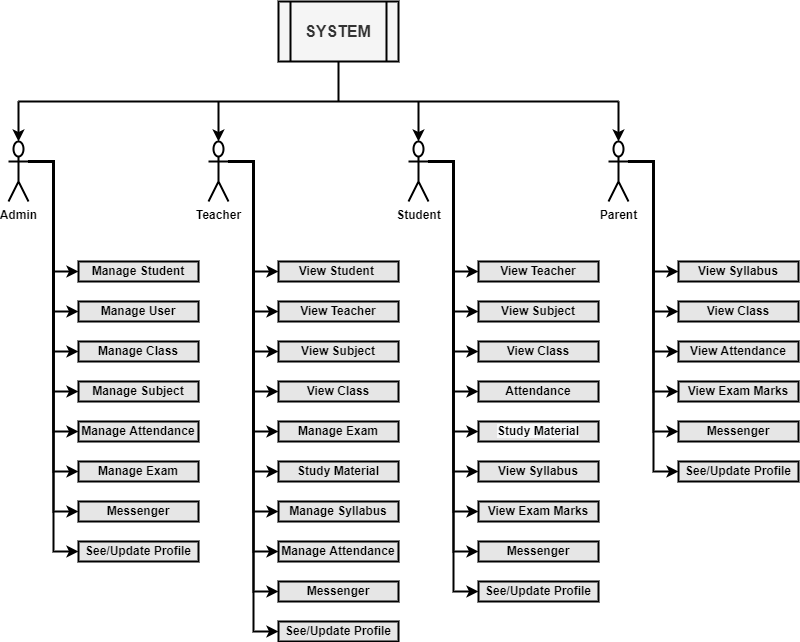 SYSTEM
Admin
Teacher
Student
Parent
Manage Student
Manage User
Manage Class
Manage Subject
Manage Attendance
Manage Exam
Messenger
See/Update Profile
View Student
View Teacher
View Subject
View Class
Manage Exam
Study Material
Manage Syllabus
Manage Attendance
Messenger
See/Update Profile
View Teacher
View Subject
View Class
Attendance
Study Material
View Syllabus
View Exam Marks
Messenger
See/Update Profile
View Syllabus
View Class
View Attendance
View Exam Marks
Messenger
See/Update Profile